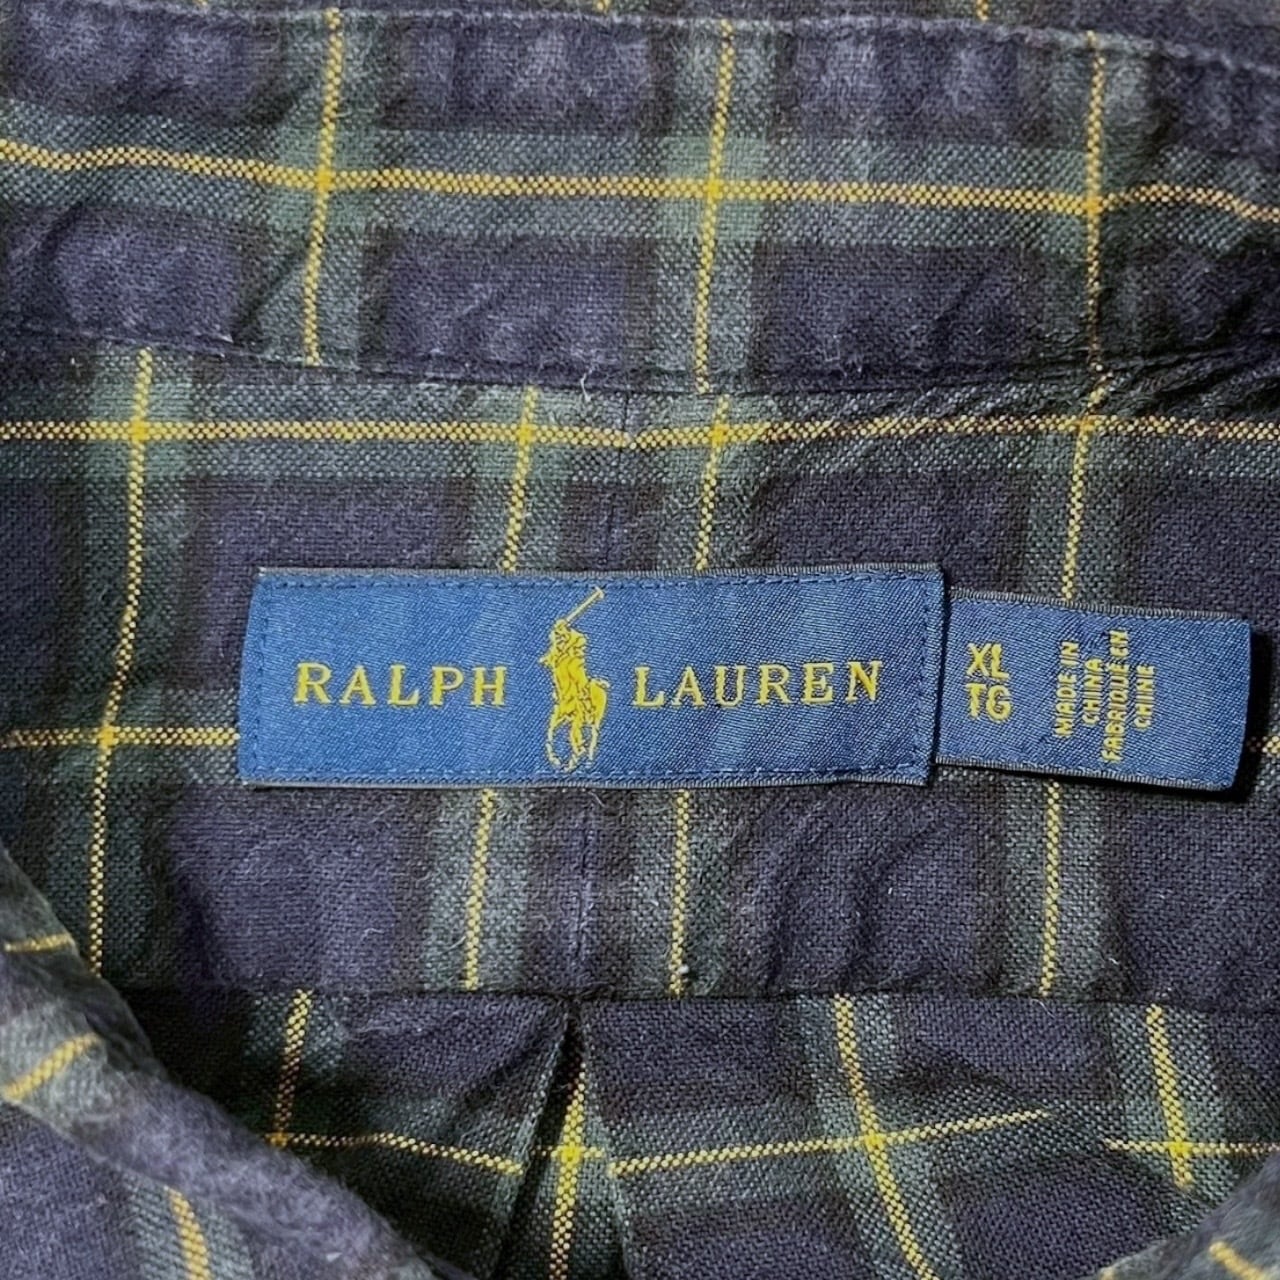 RALPH LAUREN
XL
TG
MADE IN
CHINA
FABRIQUÉ EN
CHINE